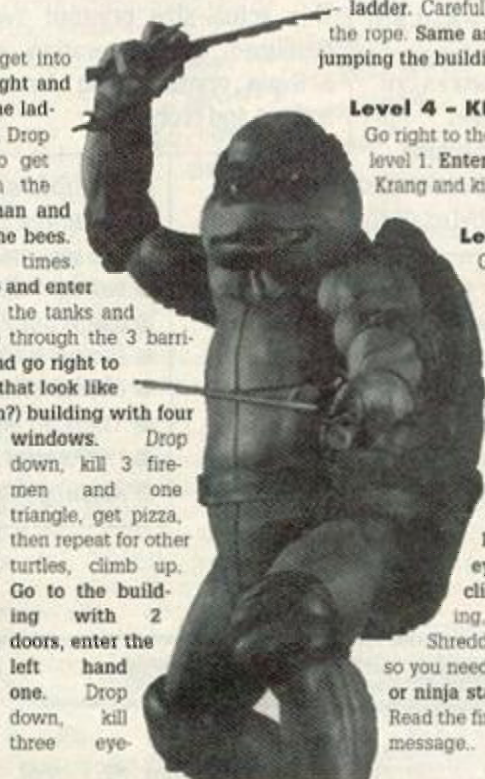 get into
ght and
ne lad-
Drop
o get
n the
nan and
ne bees.
times.
and enter
the tanks and
through the 3 barri-
nd go right to
that look like
n?) building with four
windows. Drop
down, kill 3 fire-
men and one
triangle, get pizza,
then repeat for other
turtles, climb up.
Go to the build-
ing with 2
doors, enter the
left hand
one. Drop
down, kill
three eye-
ladder. Careful
the rope. Same as
jumping the buildi
Level 4 - K
Go right to the
level 1. Enter
Krang and ki
Le
ey
cli
ing,
Shredd
so you need
or ninja sta
Read the fi
message..